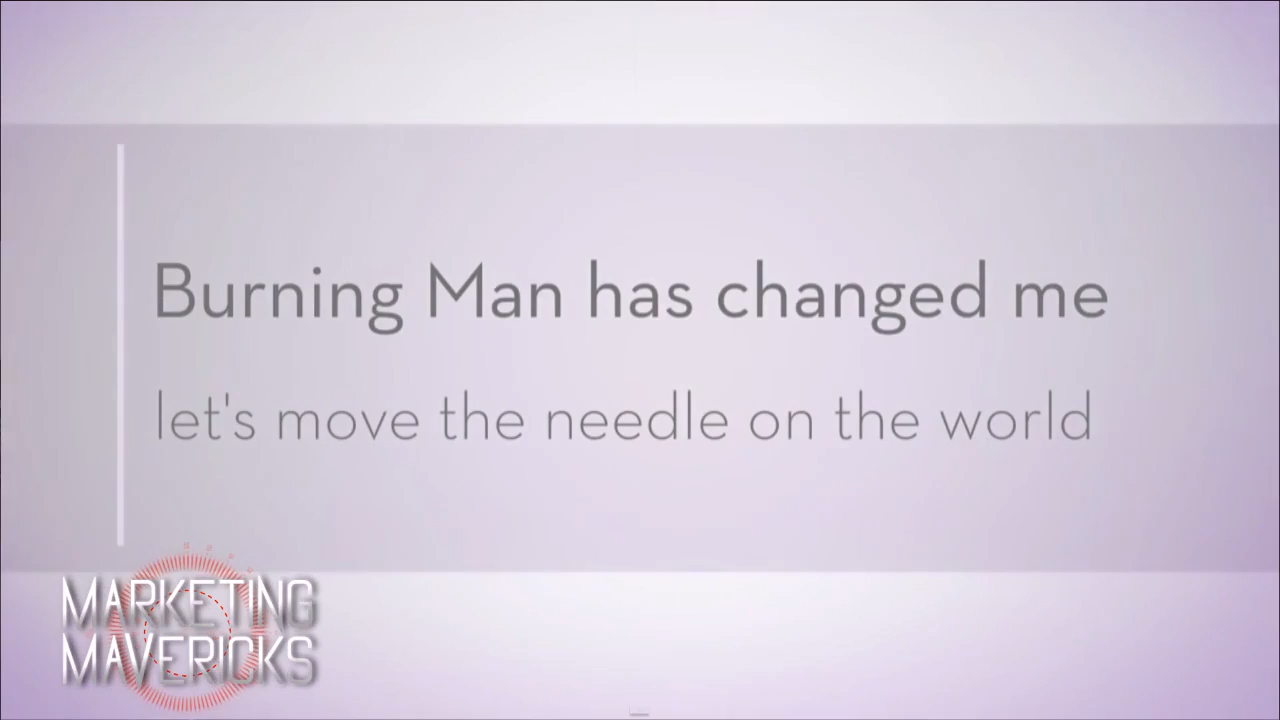 Burning Man has changed me
let's move the needle on the world
MARKETING
MAVERICKS